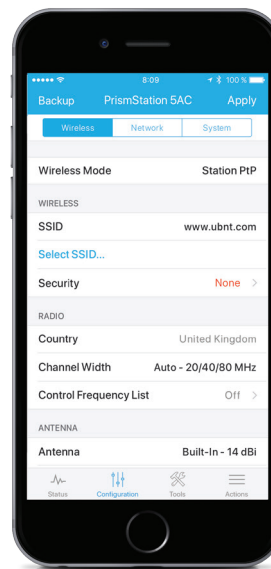 8:09
100 %
Backup PrismStation 5AC Apply
Wireless Network System
Wireless Mode Station PtP
WIRELESS
SSID www.ubnt.com
Select SSID...
Security None
RADIO
Country United Kingdom
Channel Width Auto - 20/40/80 MHz
Control Frequency List Off
ANTENNA
Antenna Built-In - 14 dBi
Status Configuration Tools Actions